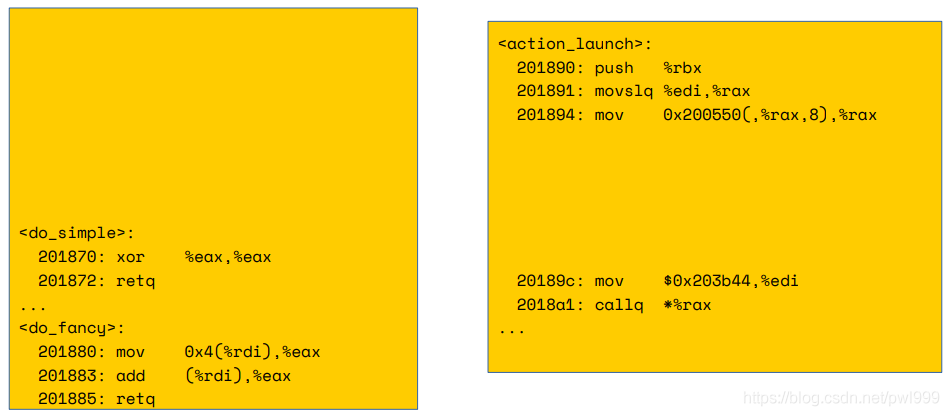 <do_simple>:
201870: xor %eax,%eax
201872: retq
...
<do_fancy>:
201880: mov 0x4(%rdi),%eax
201883: add (%rdi),%eax
201885: retq
<action_launch>:
201890: push %rbx
201891: movslq %edi,%rax
201894: mov 0x200550(,%rax,8),%rax
20189c: mov $0x203b44,%edi
2018a1: callq *%rax
...
https://blog.csdn.net/pwl999